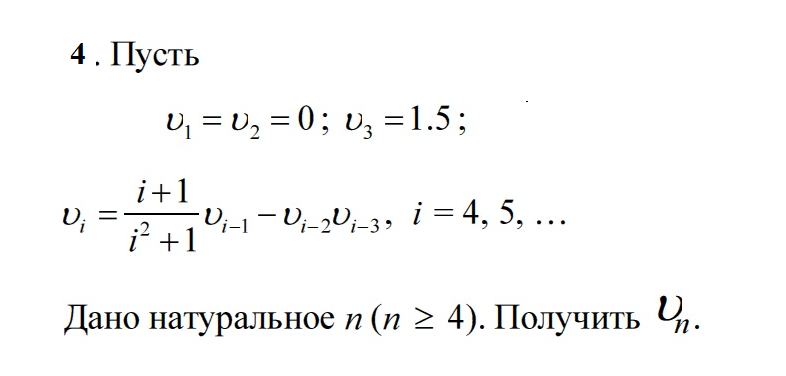 4 . Пусть
υ₁ = υ₂ = 0 ; υ₃ = 1.5 ;
υᵢ = (i + 1)/(i² + 1) υᵢ₋₁ − υᵢ₋₂υᵢ₋₃, i = 4, 5, …
Дано натуральное n (n ≥ 4). Получить υₙ.